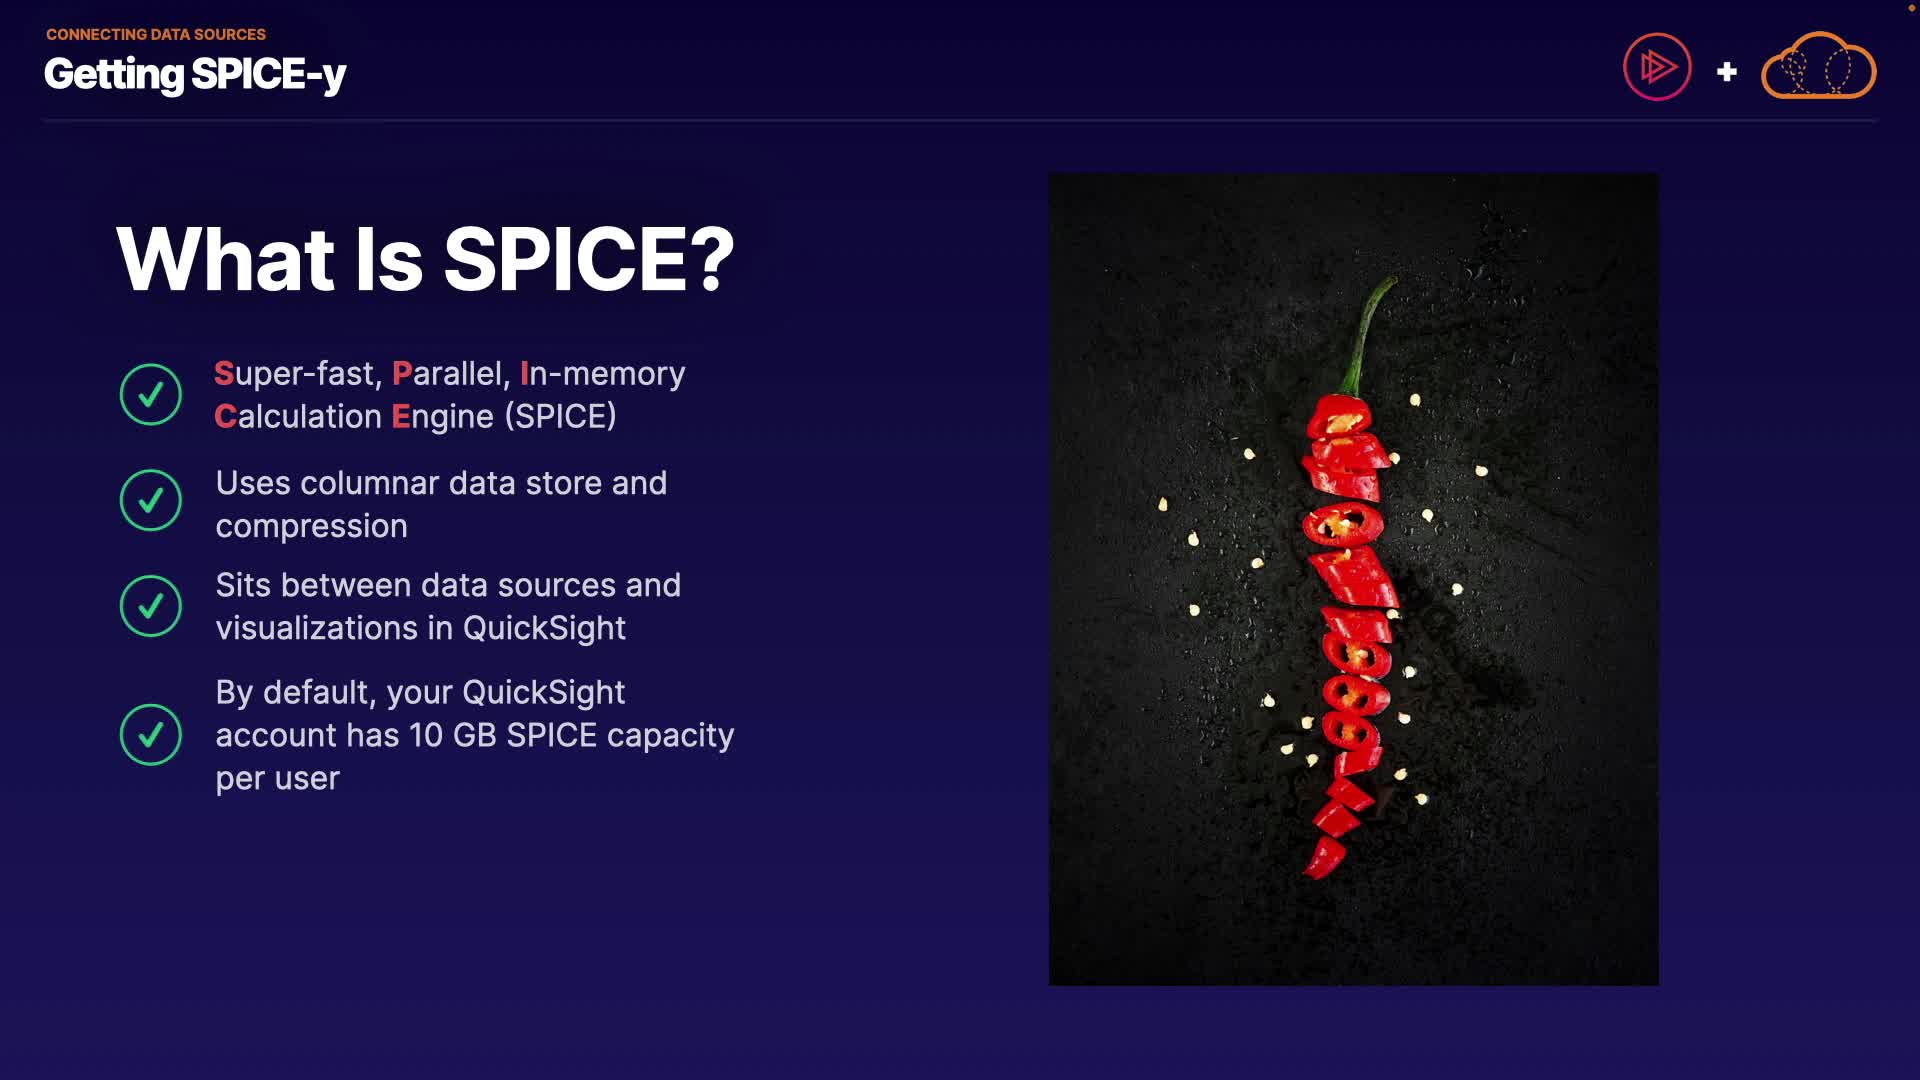 CONNECTING DATA SOURCES
Getting SPICE-y
What Is SPICE?
Super-fast, Parallel, In-memory
Calculation Engine (SPICE)
Uses columnar data store and
compression
Sits between data sources and
visualizations in QuickSight
By default, your QuickSight
account has 10 GB SPICE capacity
per user